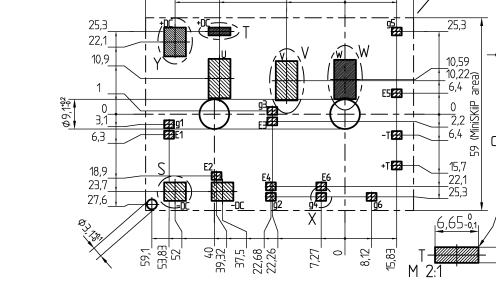 25,3
22,1
10,9
1
0
3,1
6,3
18,9
23,7
27,6
+DC
+DC
T
g5
Y
U
V
V
W
W
g3
E3
g1
E1
E5
-T
+T
S
E2
E4
E6
-DC
-DC
g2
g4
g6
X
25,3
10,59
10,22
6,4
0
2,2
6,4
15,7
22,1
25,3
59 (MiniSKiiP area)
59,1
53,83
52
40
39,32
37,5
22,68
22,26
7,27
0
8,12
15,83
6,65
T
M 2:1